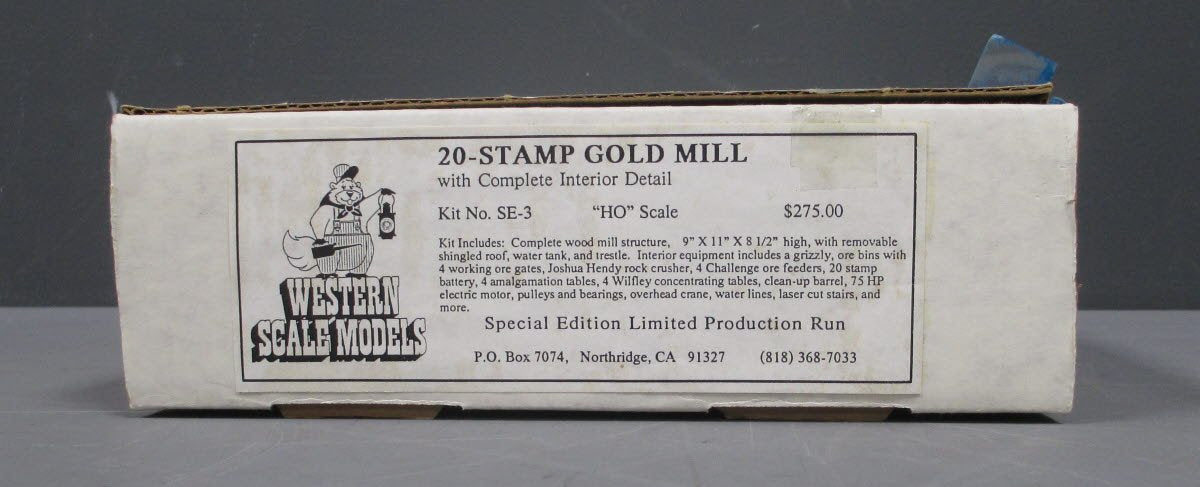 20-STAMP GOLD MILL
with Complete Interior Detail
Kit No. SE-3 “HO” Scale $275.00
Kit Includes: Complete wood mill structure, 9” X 11” X 8 1/2” high, with removable
shingled roof, water tank, and trestle. Interior equipment includes a grizzly, ore bins with
4 working ore gates, Joshua Hendy rock crusher, 4 Challenge ore feeders, 20 stamp
battery, 4 amalgamation tables, 4 Wilfley concentrating tables, clean-up barrel, 75 HP
electric motor, pulleys and bearings, overhead crane, water lines, laser cut stairs, and
more.
Special Edition Limited Production Run
P.O. Box 7074, Northridge, CA 91327 (818) 368-7033
WESTERN
SCALE MODELS